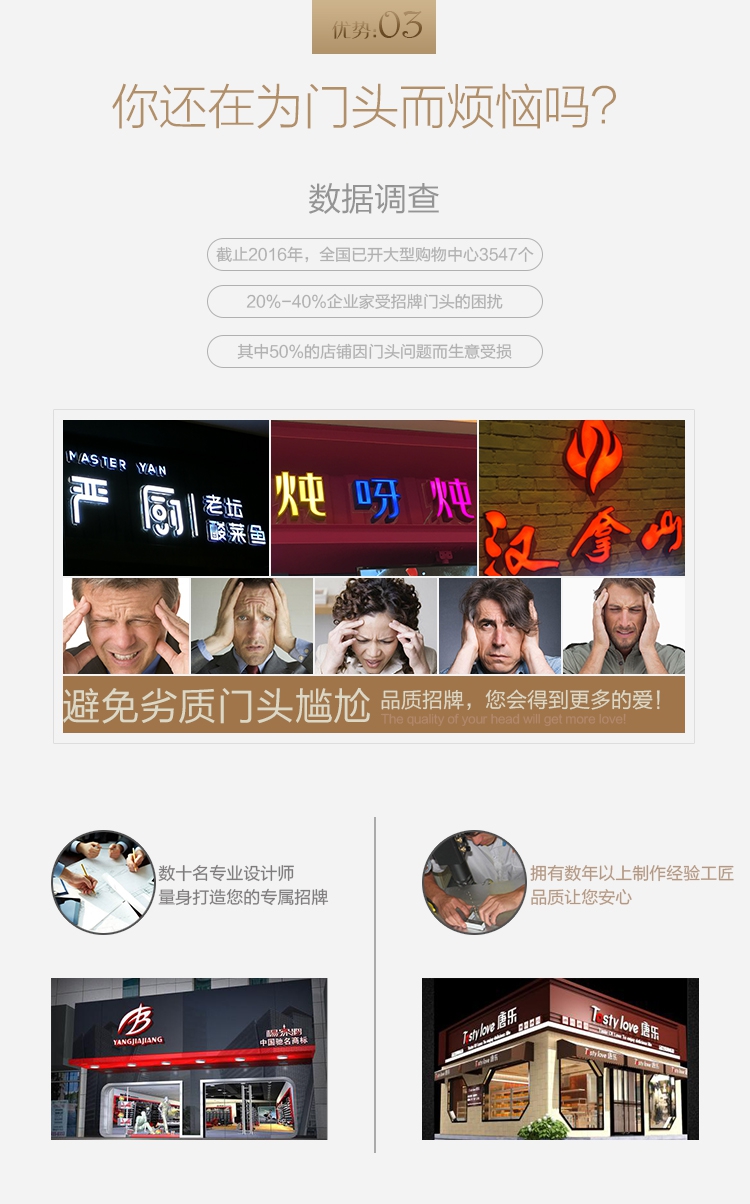 优势:03
你还在为门头而烦恼吗?
数据调查
截止2016年，全国已开大型购物中心3547个
20%-40%企业家受招牌门头的困扰
其中50%的店铺因门头问题而生意受损
MASTER YAN
严厨 老坛
酸菜鱼
炖呀炖
汉拿山
避免劣质门头尴尬 品质招牌，您会得到更多的爱！
The quality of your head will get more love!
数十名专业设计师
量身打造您的专属招牌
拥有数年以上制作经验工匠
品质让您安心
YANGJIAJIANG
中国驰名商标
Tasty love 唐乐
Tasty love 唐乐